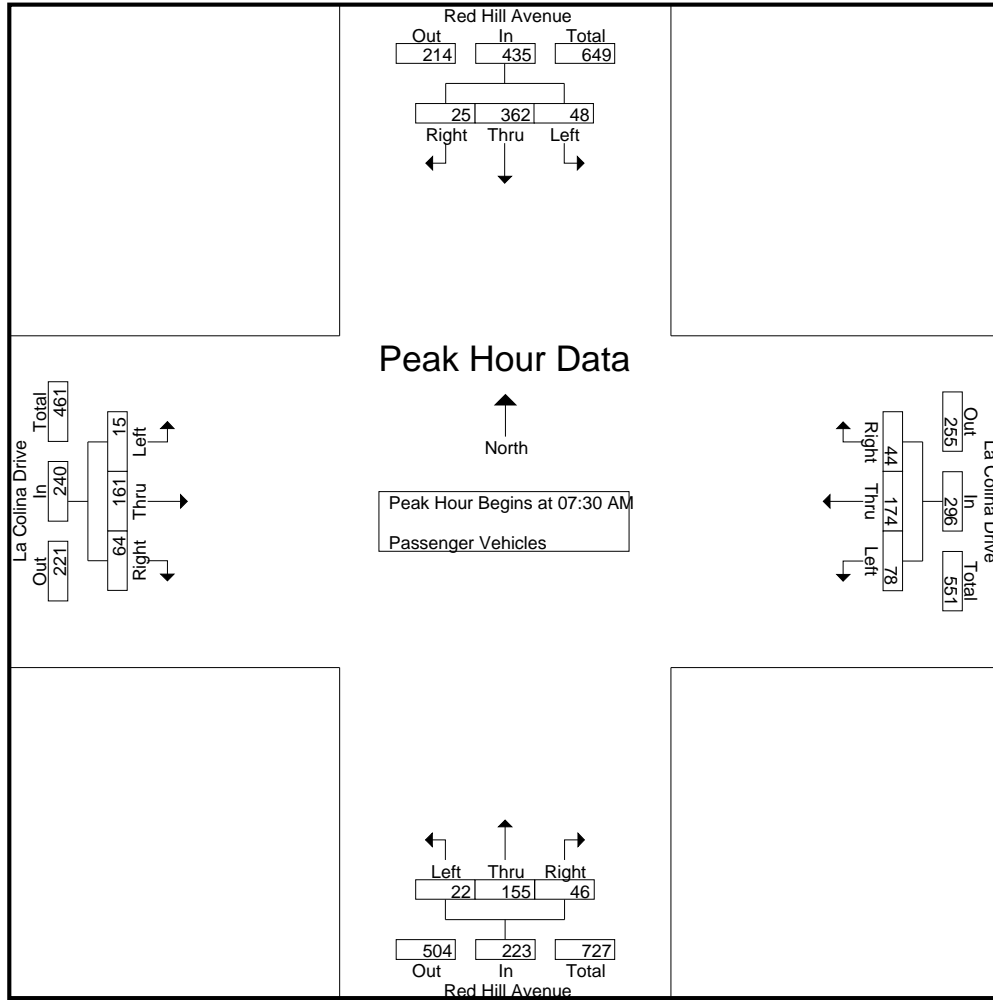 Red Hill Avenue
Out In Total
214 435 649
25 362 48
Right Thru Left
Peak Hour Data
North
Peak Hour Begins at 07:30 AM
Passenger Vehicles
La Colina Drive
Total In Out
461 240 221
15 161 64
Left Thru Right
La Colina Drive
Out In Total
255 296 551
44 174 78
Right Thru Left
Left Thru Right
22 155 46
504 223 727
Out In Total
Red Hill Avenue